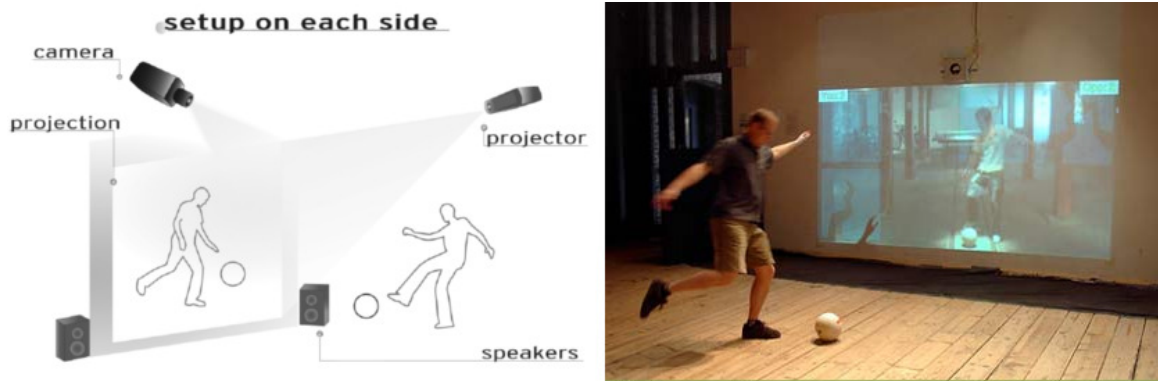 setup on each side
camera
projection
projector
speakers